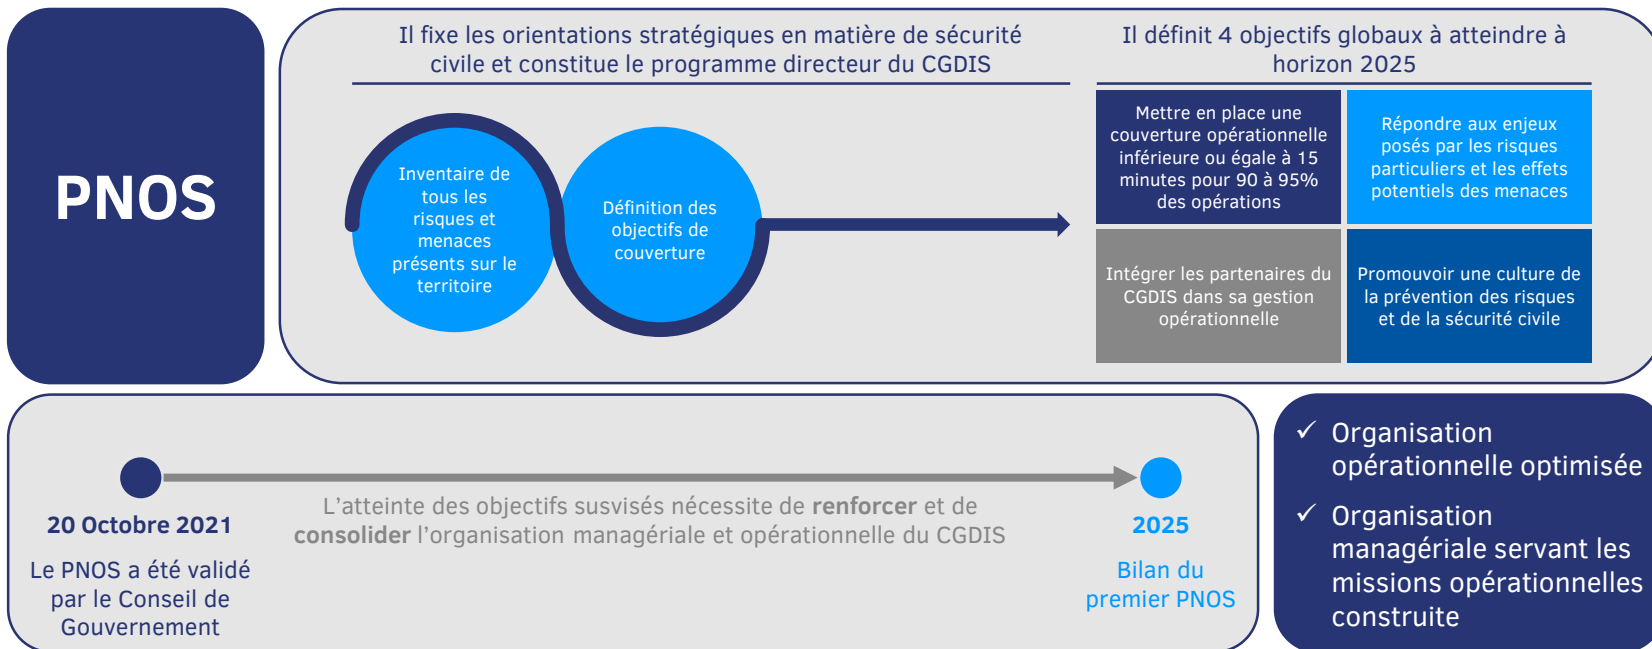 PNOS
Il fixe les orientations stratégiques en matière de sécurité
civile et constitue le programme directeur du CGDIS
Inventaire de
tous les
risques et
menaces
présents sur le
territoire
Définition des
objectifs de
couverture
Il définit 4 objectifs globaux à atteindre à
horizon 2025
Mettre en place une
couverture opérationnelle
inférieure ou égale à 15
minutes pour 90 à 95%
des opérations
Répondre aux enjeux
posés par les risques
particuliers et les effets
potentiels des menaces
Intégrer les partenaires du
CGDIS dans sa gestion
opérationnelle
Promouvoir une culture de
la prévention des risques
et de la sécurité civile
20 Octobre 2021
Le PNOS a été validé
par le Conseil de
Gouvernement
L'atteinte des objectifs susvisés nécessite de renforcer et de
consolider l'organisation managériale et opérationnelle du CGDIS
2025
Bilan du
premier PNOS
✓ Organisation
opérationnelle optimisée
✓ Organisation
managériale servant les
missions opérationnelles
construite